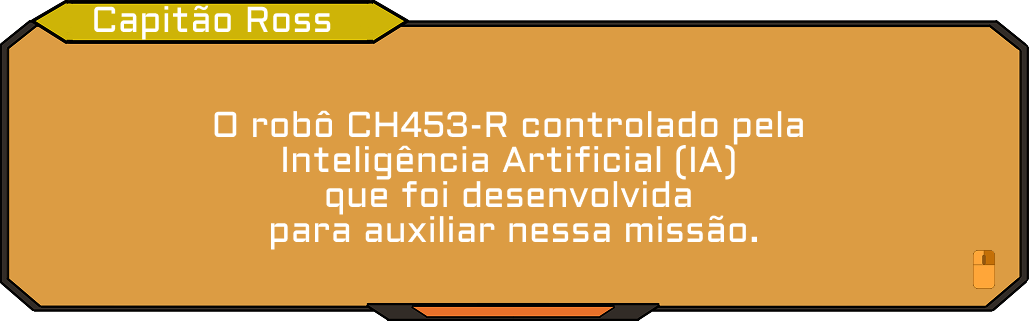 Capitão Ross
O robô CH453-R controlado pela
Inteligência Artificial (IA)
que foi desenvolvida
para auxiliar nessa missão.